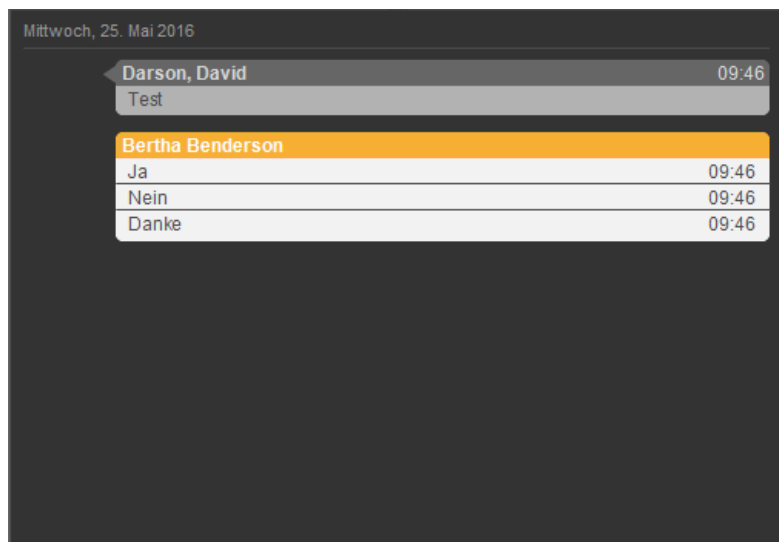 Mittwoch, 25. Mai 2016
Darson, David 09:46
Test
Bertha Benderson
Ja 09:46
Nein 09:46
Danke 09:46